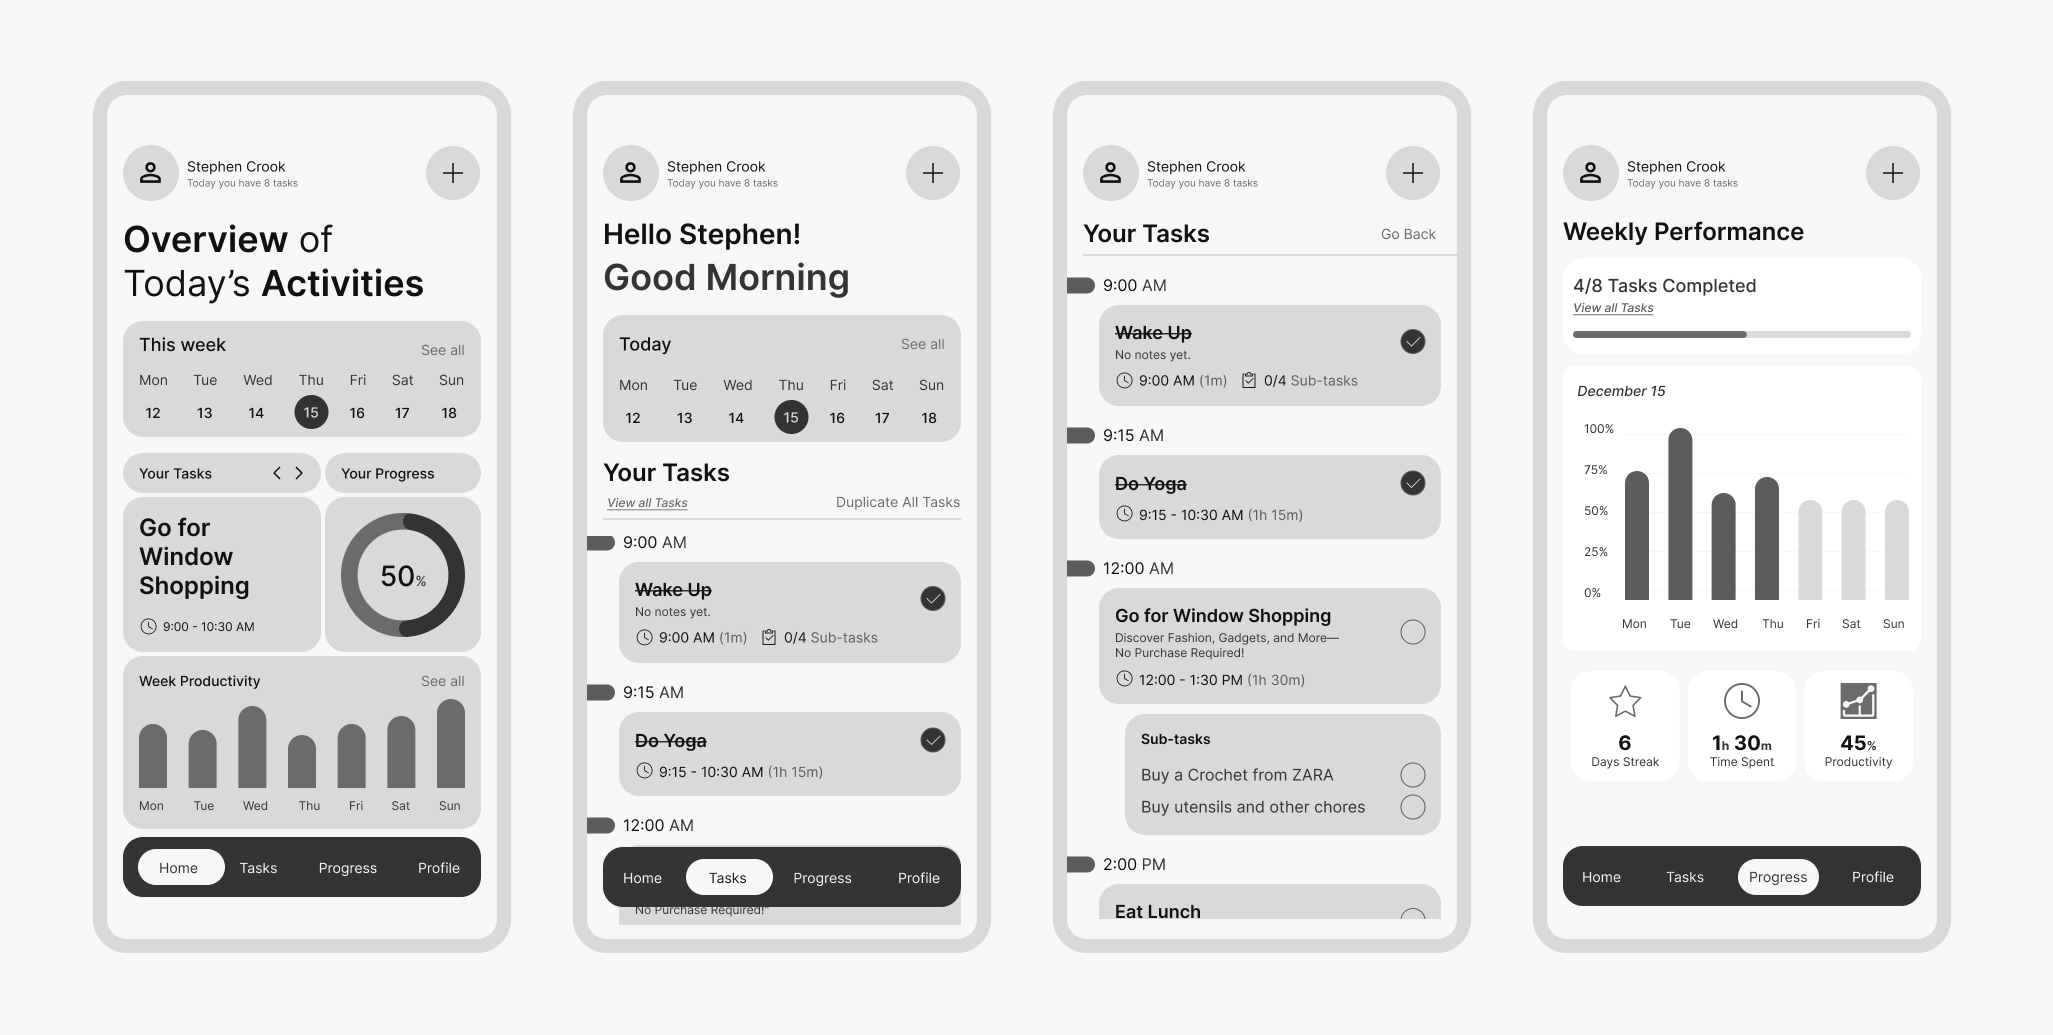 Stephen Crook
Today you have 8 tasks
Overview of
Today's Activities
This week
See all
Mon Tue Wed Thu Fri Sat Sun
12 13 14 15 16 17 18
Your Tasks
Your Progress
Go for
Window
Shopping
9:00 - 10:30 AM
50%
Week Productivity
See all
Mon Tue Wed Thu Fri Sat Sun
Home Tasks Progress Profile
Stephen Crook
Today you have 8 tasks
Hello Stephen!
Good Morning
Today
See all
Mon Tue Wed Thu Fri Sat Sun
12 13 14 15 16 17 18
Your Tasks
View all Tasks
Duplicate All Tasks
9:00 AM
Wake Up
No notes yet.
9:00 AM (1m) 0/4 Sub-tasks
9:15 AM
Do Yoga
9:15 - 10:30 AM (1h 15m)
12:00 AM
Home Tasks Progress Profile
No Purchase Required!"
Stephen Crook
Today you have 8 tasks
Your Tasks
Go Back
9:00 AM
Wake Up
No notes yet.
9:00 AM (1m) 0/4 Sub-tasks
9:15 AM
Do Yoga
9:15 - 10:30 AM (1h 15m)
12:00 AM
Go for Window Shopping
Discover Fashion, Gadgets, and More—
No Purchase Required!
12:00 - 1:30 PM (1h 30m)
Sub-tasks
Buy a Crochet from ZARA
Buy utensils and other chores
2:00 PM
Eat Lunch
Stephen Crook
Today you have 8 tasks
Weekly Performance
4/8 Tasks Completed
View all Tasks
December 15
100%
75%
50%
25%
0%
Mon Tue Wed Thu Fri Sat Sun
6
Days Streak
1h 30m
Time Spent
45%
Productivity
Home Tasks Progress Profile